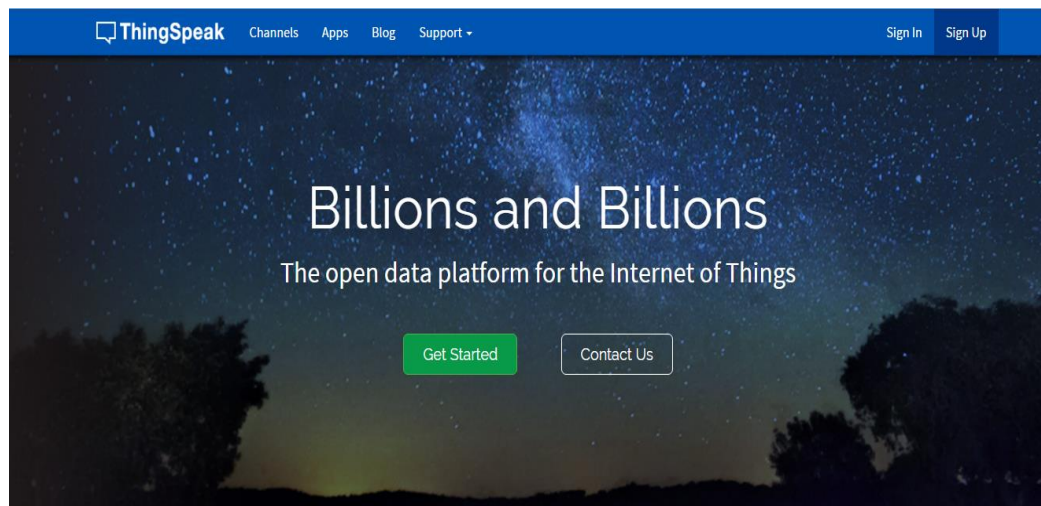 ThingSpeak Channels Apps Blog Support Sign In Sign Up
Billions and Billions
The open data platform for the Internet of Things
Get Started Contact Us